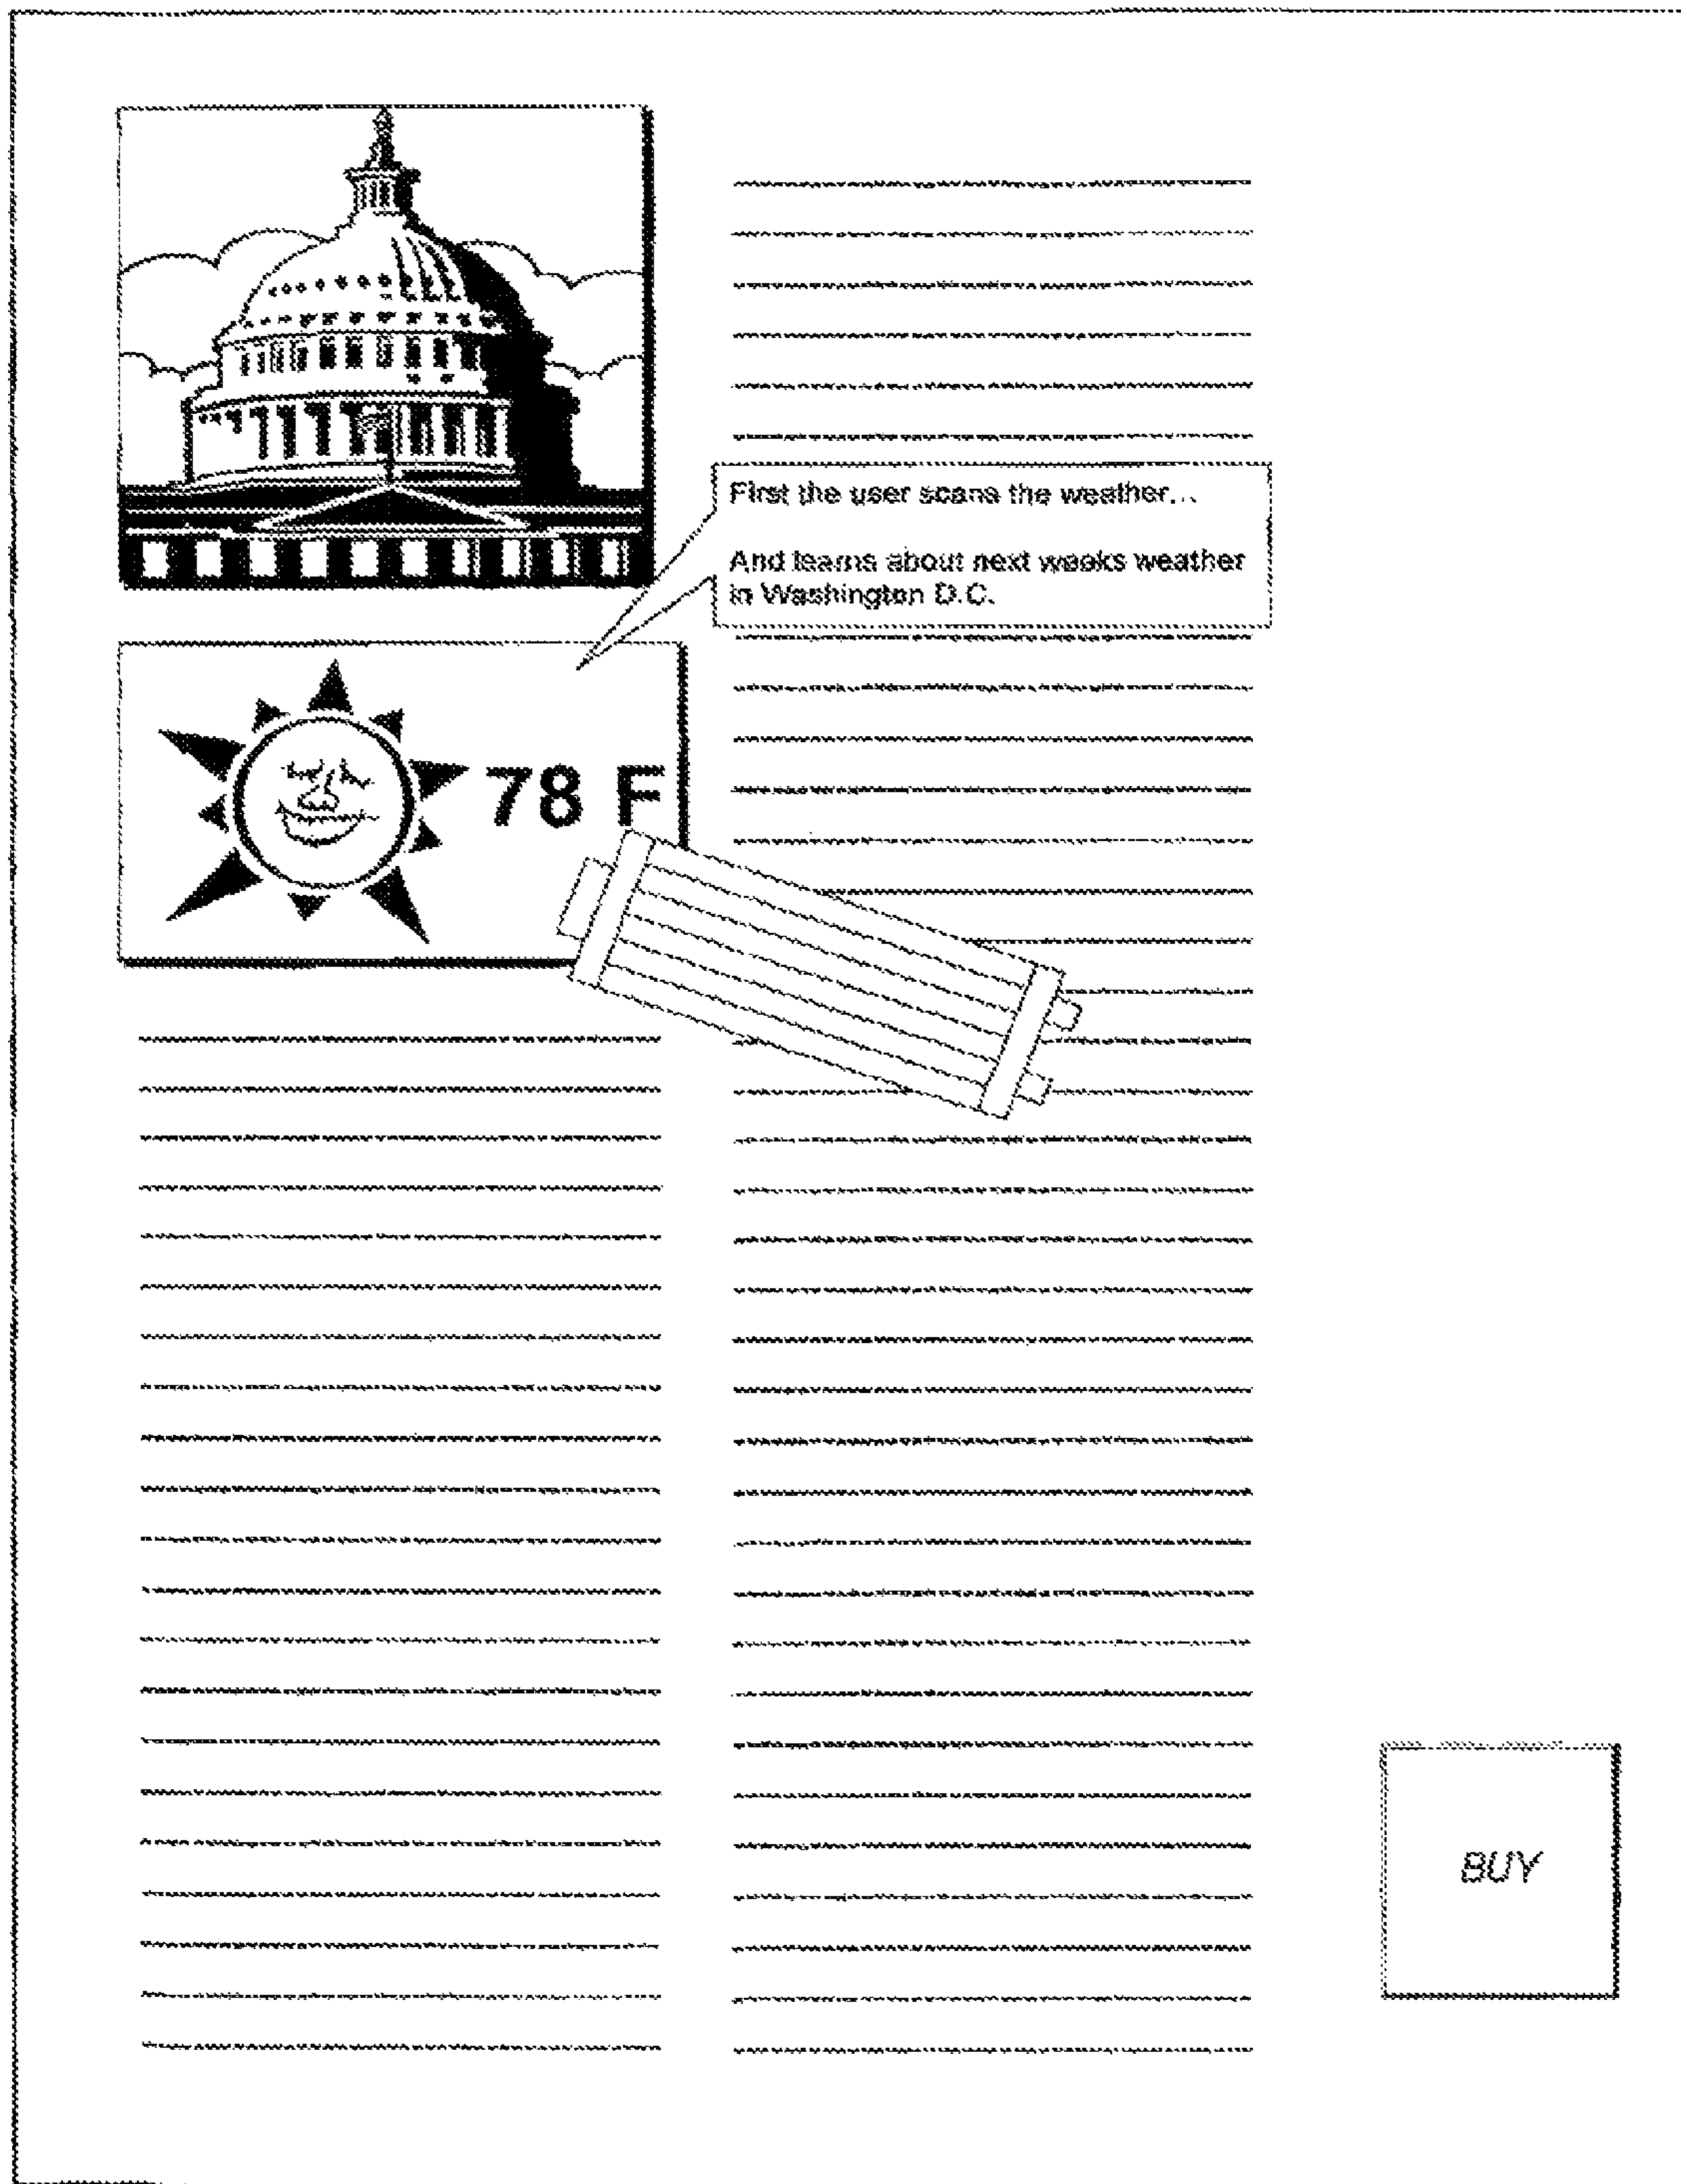 First the user scans the weather...
And learns about next weeks weather
in Washington D.C.
78 F
BUY